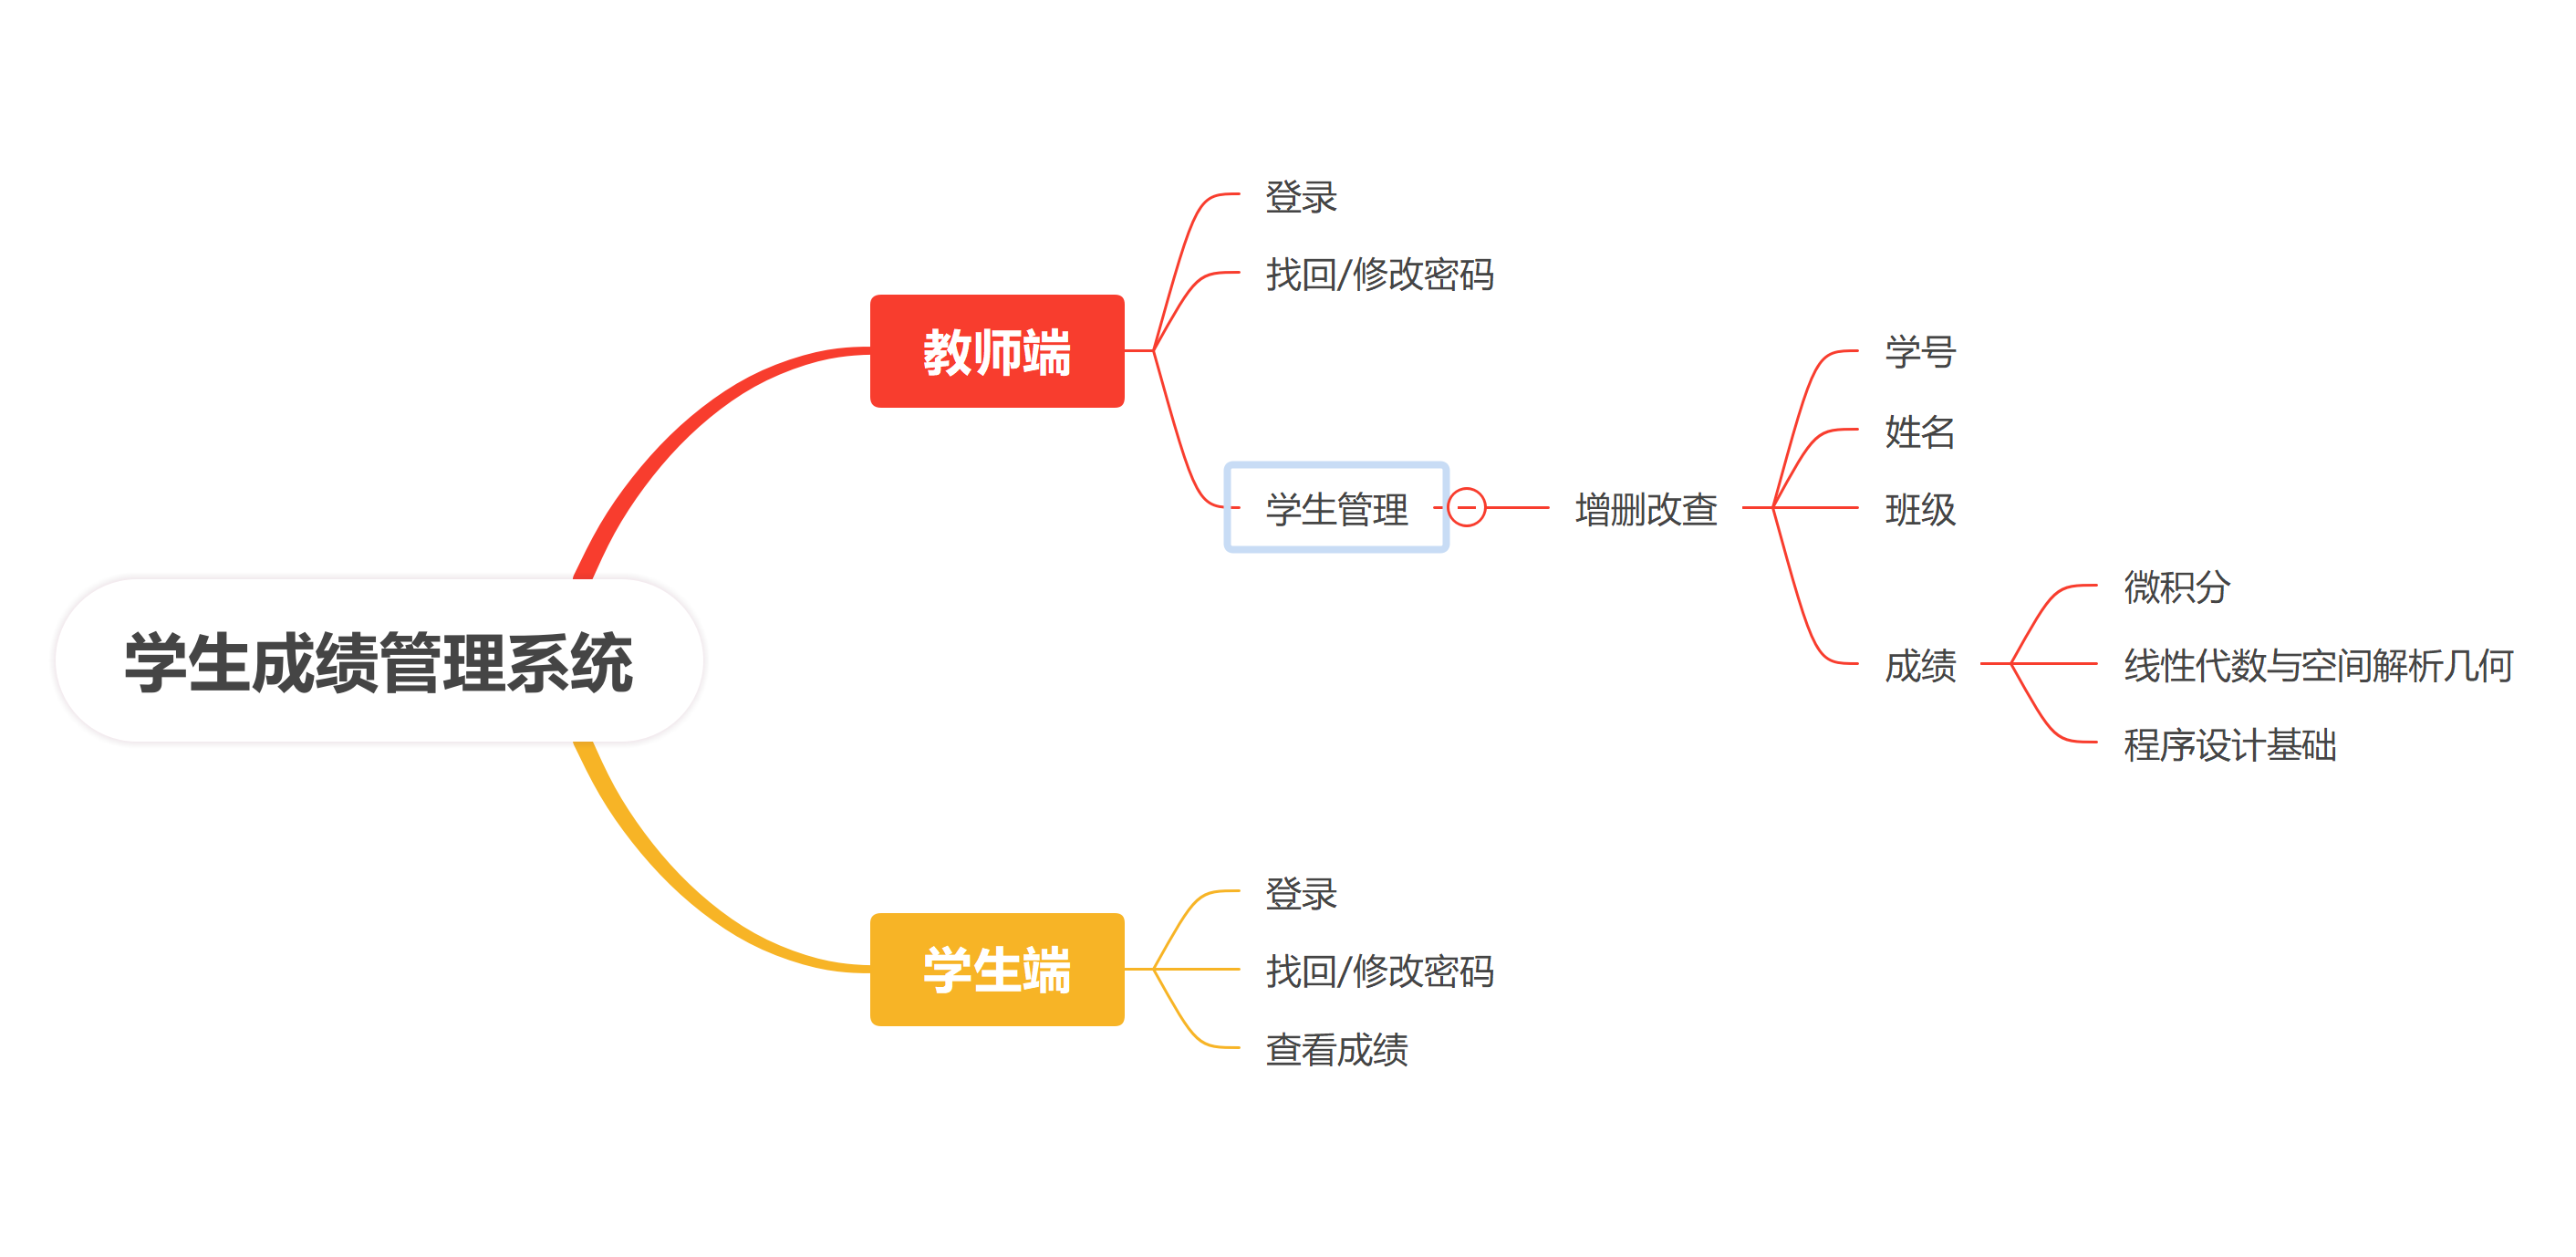 学生成绩管理系统
教师端
登录
找回/修改密码
学生管理
增删改查
学号
姓名
班级
成绩
微积分
线性代数与空间解析几何
程序设计基础
学生端
登录
找回/修改密码
查看成绩